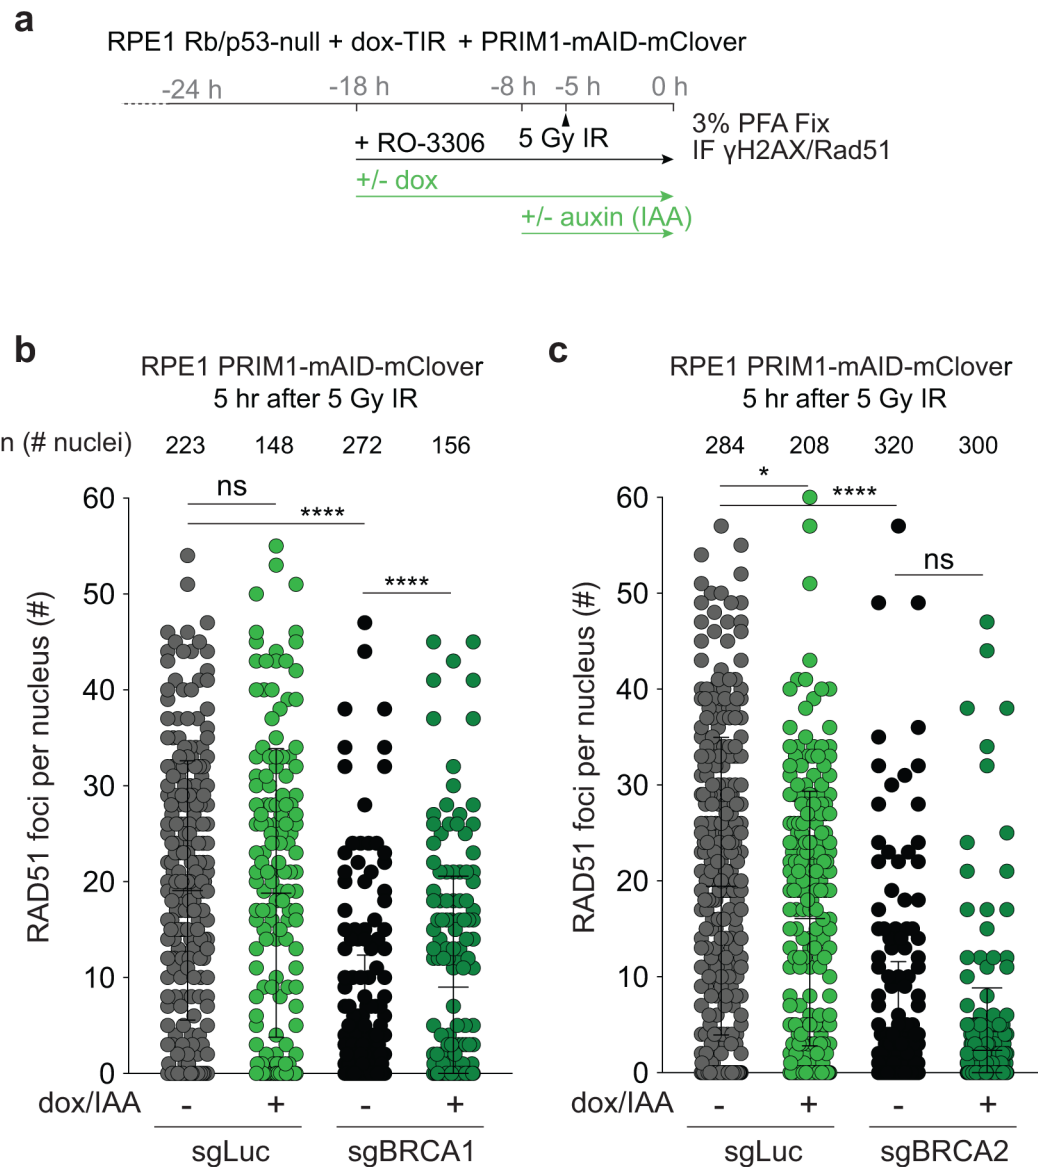 a
RPE1 Rb/p53-null + dox-TIR + PRIM1-mAID-mClover
-24 h -18 h -8 h -5 h 0 h
+ RO-3306 5 Gy IR
3% PFA Fix
IF γH2AX/Rad51
+/- dox
+/- auxin (IAA)
b
RPE1 PRIM1-mAID-mClover
5 hr after 5 Gy IR
n (# nuclei) 223 148 272 156
ns
****
****
RAD51 foci per nucleus (#)
60
50
40
30
20
10
0
dox/IAA - + - +
sgLuc sgBRCA1
c
RPE1 PRIM1-mAID-mClover
5 hr after 5 Gy IR
284 208 320 300
*
****
ns
RAD51 foci per nucleus (#)
60
50
40
30
20
10
0
dox/IAA - + - +
sgLuc sgBRCA2